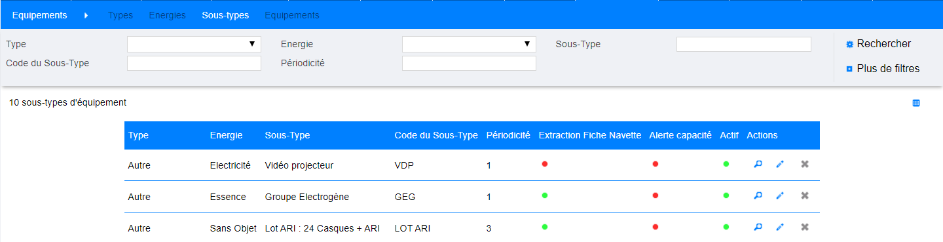 Equipements Types Energies Sous-types Equipements
Type Energie Sous-Type Rechercher
Code du Sous-Type Périodicité Plus de filtres
10 sous-types d'équipement
Type Energie Sous-Type Code du Sous-Type Périodicité Extraction Fiche Navette Alerte capacité Actif Actions
Autre Electricité Vidéo projecteur VDP 1
Autre Essence Groupe Electrogène GEG 1
Autre Sans Objet Lot ARI : 24 Casques + ARI LOT ARI 3